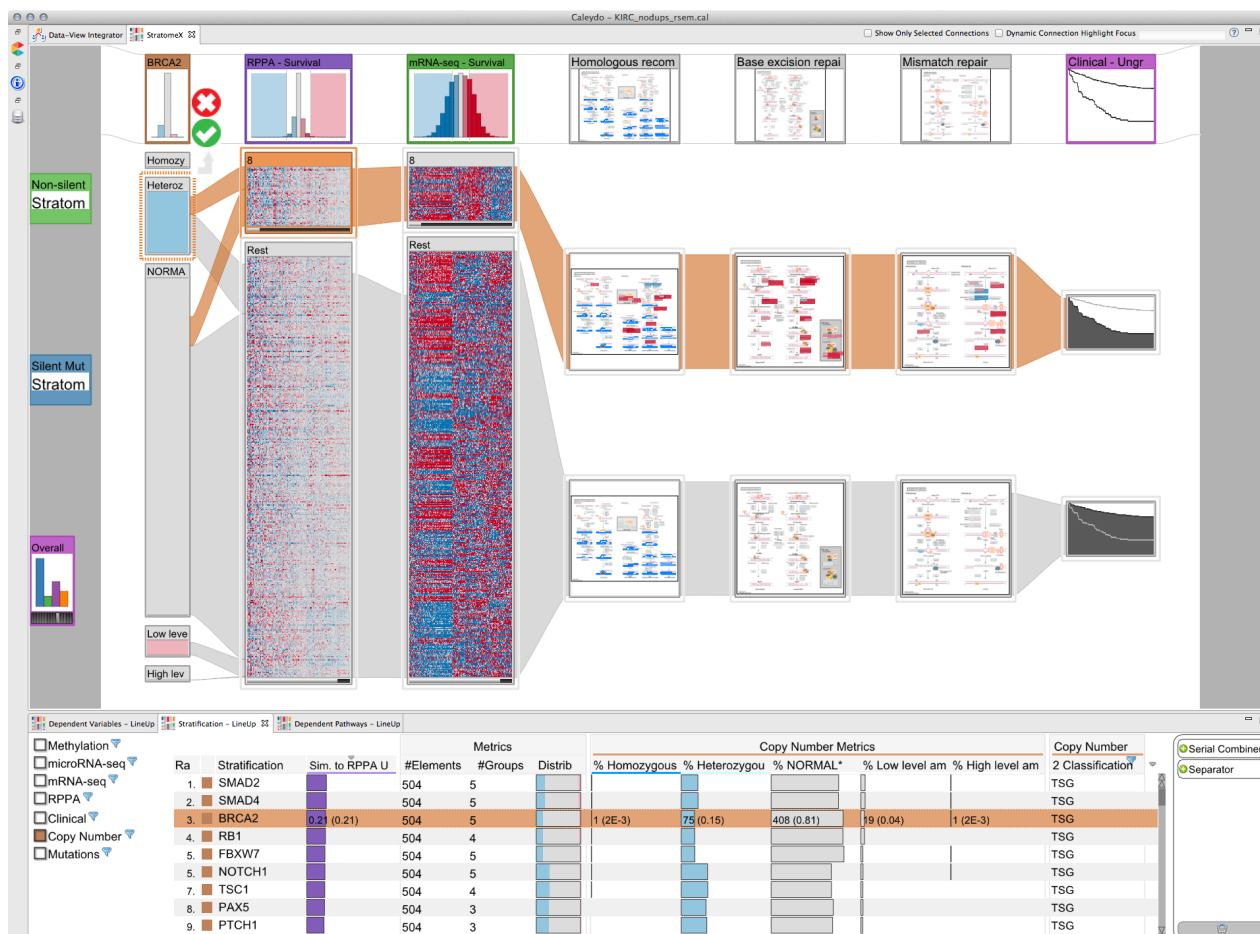 Caleydo – KIRC_nodups_rsem.cal
Data-View Integrator
StratomeX
Show Only Selected Connections
Dynamic Connection Highlight Focus
BRCA2
RPPA - Survival
mRNA-seq - Survival
Homologous recom
Base excision repai
Mismatch repair
Clinical - Ungr
Homozy
8
8
Non-silent
Stratom
Heteroz
Rest
Rest
NORMA
Silent Mut
Stratom
Overall
Low leve
High lev
Dependent Variables – LineUp
Stratification – LineUp
Dependent Pathways – LineUp
Methylation
microRNA-seq
mRNA-seq
RPPA
Clinical
Copy Number
Mutations
Metrics
Copy Number Metrics
Copy Number
Ra
Stratification
Sim. to RPPA U
#Elements
#Groups
Distrib
% Homozygous
% Heterozygou
% NORMAL*
% Low level am
% High level am
2 Classification
1. SMAD2 504 5 TSG
2. SMAD4 504 5 TSG
3. BRCA2 0.21 (0.21) 504 5 1 (2E-3) 75 (0.15) 408 (0.81) 19 (0.04) 1 (2E-3) TSG
4. RB1 504 4 TSG
5. FBXW7 504 5 TSG
5. NOTCH1 504 5 TSG
7. TSC1 504 4 TSG
8. PAX5 504 3 TSG
9. PTCH1 504 3 TSG
Serial Combine
Separator